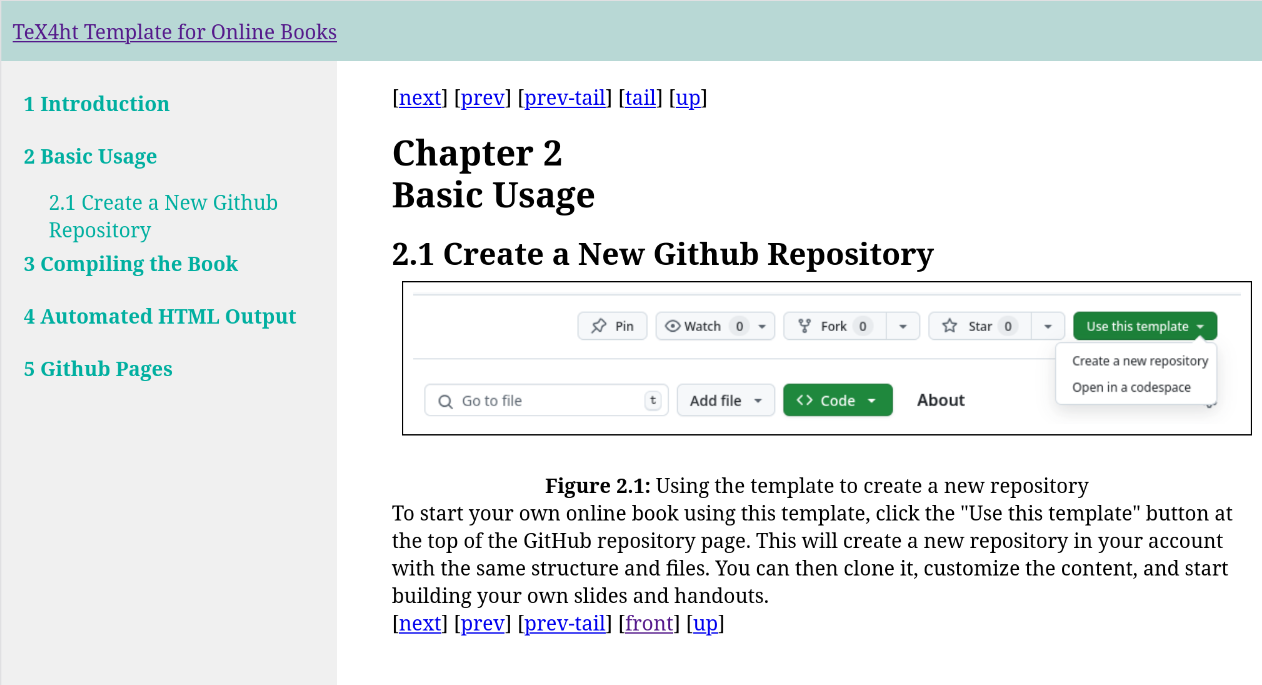 TeX4ht Template for Online Books
1 Introduction
2 Basic Usage
2.1 Create a New Github
Repository
3 Compiling the Book
4 Automated HTML Output
5 Github Pages
[next] [prev] [prev-tail] [tail] [up]
Chapter 2
Basic Usage
2.1 Create a New Github Repository
Pin Watch 0 Fork 0 Star 0 Use this template
Create a new repository
Open in a codespace
Go to file t Add file <> Code About
Figure 2.1: Using the template to create a new repository
To start your own online book using this template, click the "Use this template" button at
the top of the GitHub repository page. This will create a new repository in your account
with the same structure and files. You can then clone it, customize the content, and start
building your own slides and handouts.
[next] [prev] [prev-tail] [front] [up]